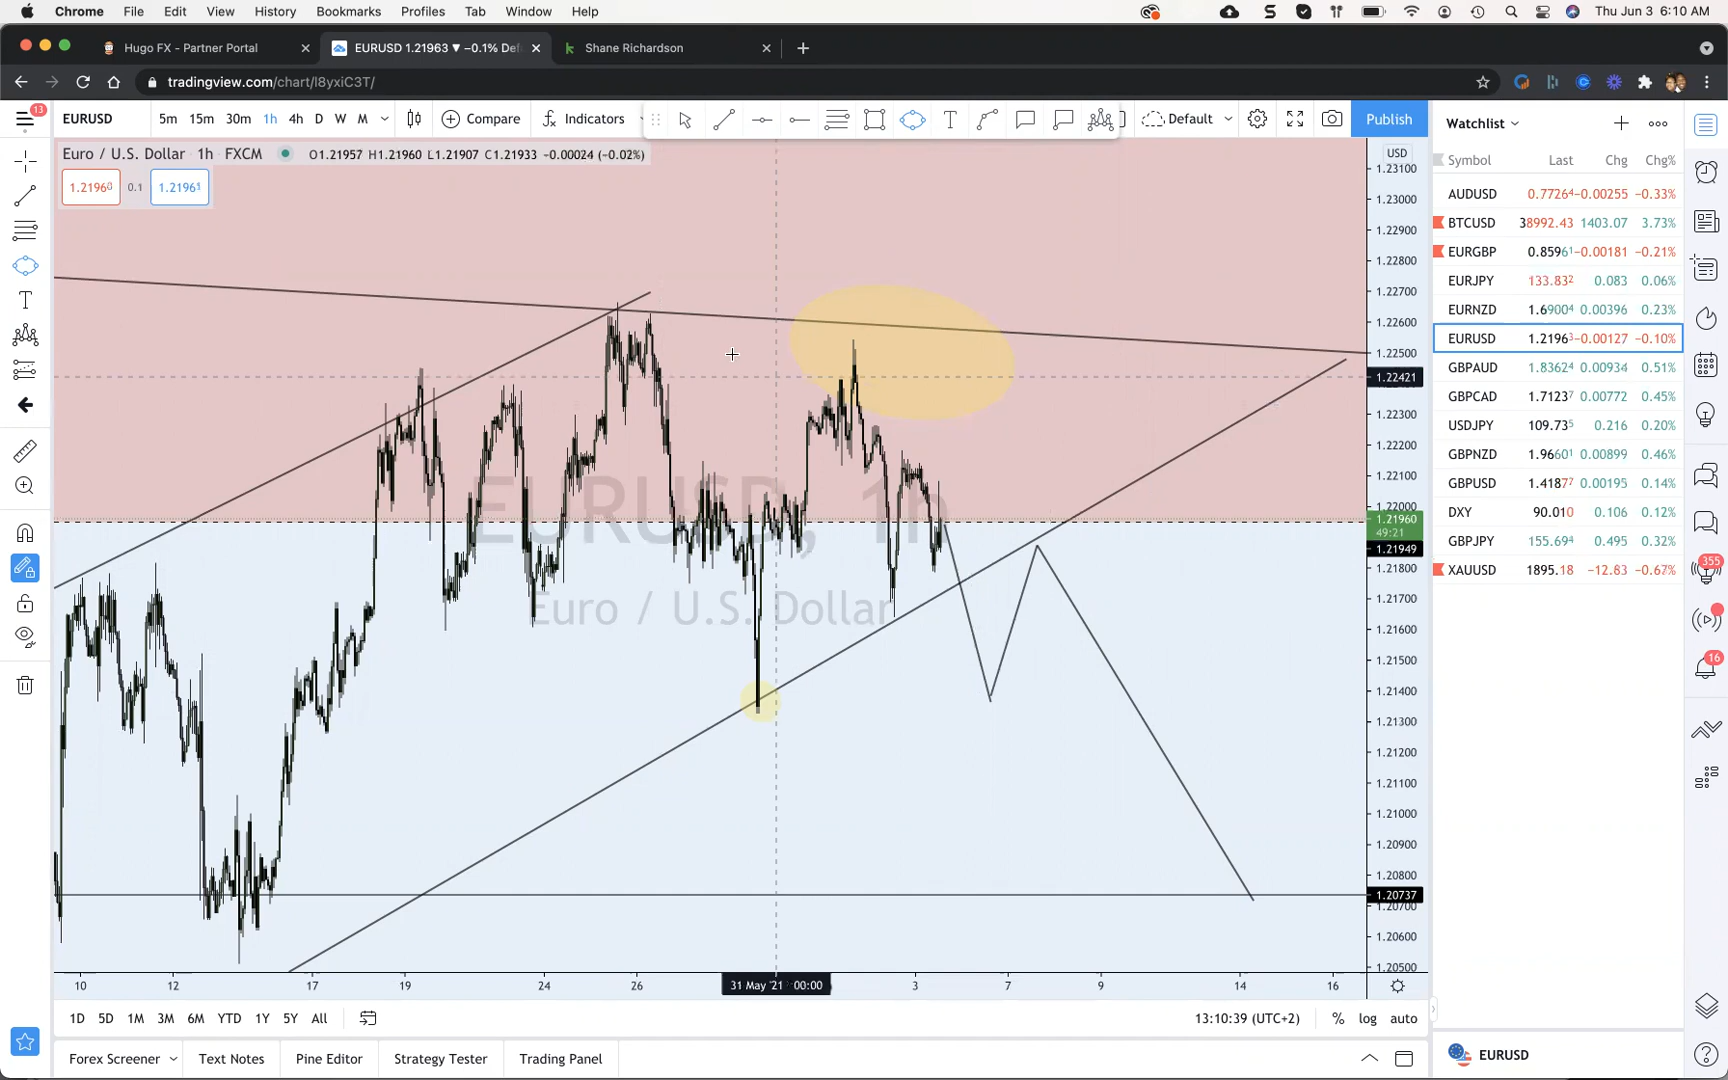 Chrome File Edit View History Bookmarks Profiles Tab Window Help Thu Jun 3 6:10 AM
Hugo FX - Partner Portal EURUSD 1.21963 ▼ −0.1% Def Shane Richardson
tradingview.com/chart/l8yxiC3T/
13 EURUSD 5m 15m 30m 1h 4h D W M Compare Indicators Default Publish
Euro / U.S. Dollar · 1h · FXCM O1.21957 H1.21960 L1.21907 C1.21933 -0.00024 (-0.02%)
1.21960 0.1 1.21961
EURUSD, 1h
Euro / U.S. Dollar
USD
1.23100
1.23000
1.22900
1.22800
1.22700
1.22600
1.22500
1.22421
1.22300
1.22200
1.22100
1.22000
1.21960
49:21
1.21949
1.21800
1.21700
1.21600
1.21500
1.21400
1.21300
1.21200
1.21100
1.21000
1.20900
1.20800
1.20737
1.20700
1.20600
1.20500
10 12 17 19 24 26 31 May '21 00:00 3 7 9 14 16
1D 5D 1M 3M 6M YTD 1Y 5Y All 13:10:39 (UTC+2) % log auto
Forex Screener Text Notes Pine Editor Strategy Tester Trading Panel
Watchlist
Symbol Last Chg Chg%
AUDUSD 0.77264 −0.00255 −0.33%
BTCUSD 38992.43 1403.07 3.73%
EURGBP 0.85961 −0.00181 −0.21%
EURJPY 133.832 0.083 0.06%
EURNZD 1.69004 0.00396 0.23%
EURUSD 1.21963 −0.00127 −0.10%
GBPAUD 1.83624 0.00934 0.51%
GBPCAD 1.71237 0.00772 0.45%
USDJPY 109.735 0.216 0.20%
GBPNZD 1.96601 0.00899 0.46%
GBPUSD 1.41877 0.00195 0.14%
DXY 90.010 0.106 0.12%
GBPJPY 155.694 0.495 0.32%
XAUUSD 1895.18 −12.83 −0.67%
355
16
EURUSD